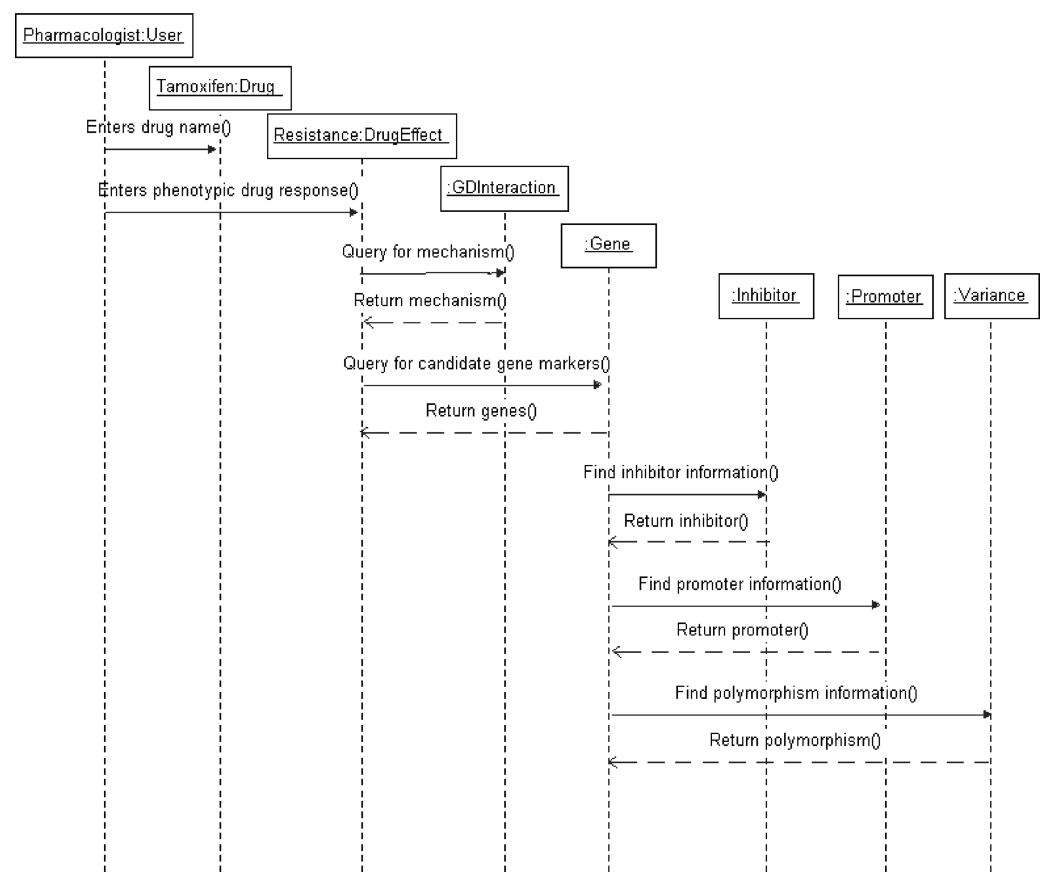 Pharmacologist:User
Tamoxifen:Drug
Enters drug name()
Resistance:DrugEffect
:GDInteraction
Enters phenotypic drug response()
:Gene
Query for mechanism()
:Inhibitor
:Promoter
:Variance
Return mechanism()
Query for candidate gene markers()
Return genes()
Find inhibitor information()
Return inhibitor()
Find promoter information()
Return promoter()
Find polymorphism information()
Return polymorphism()